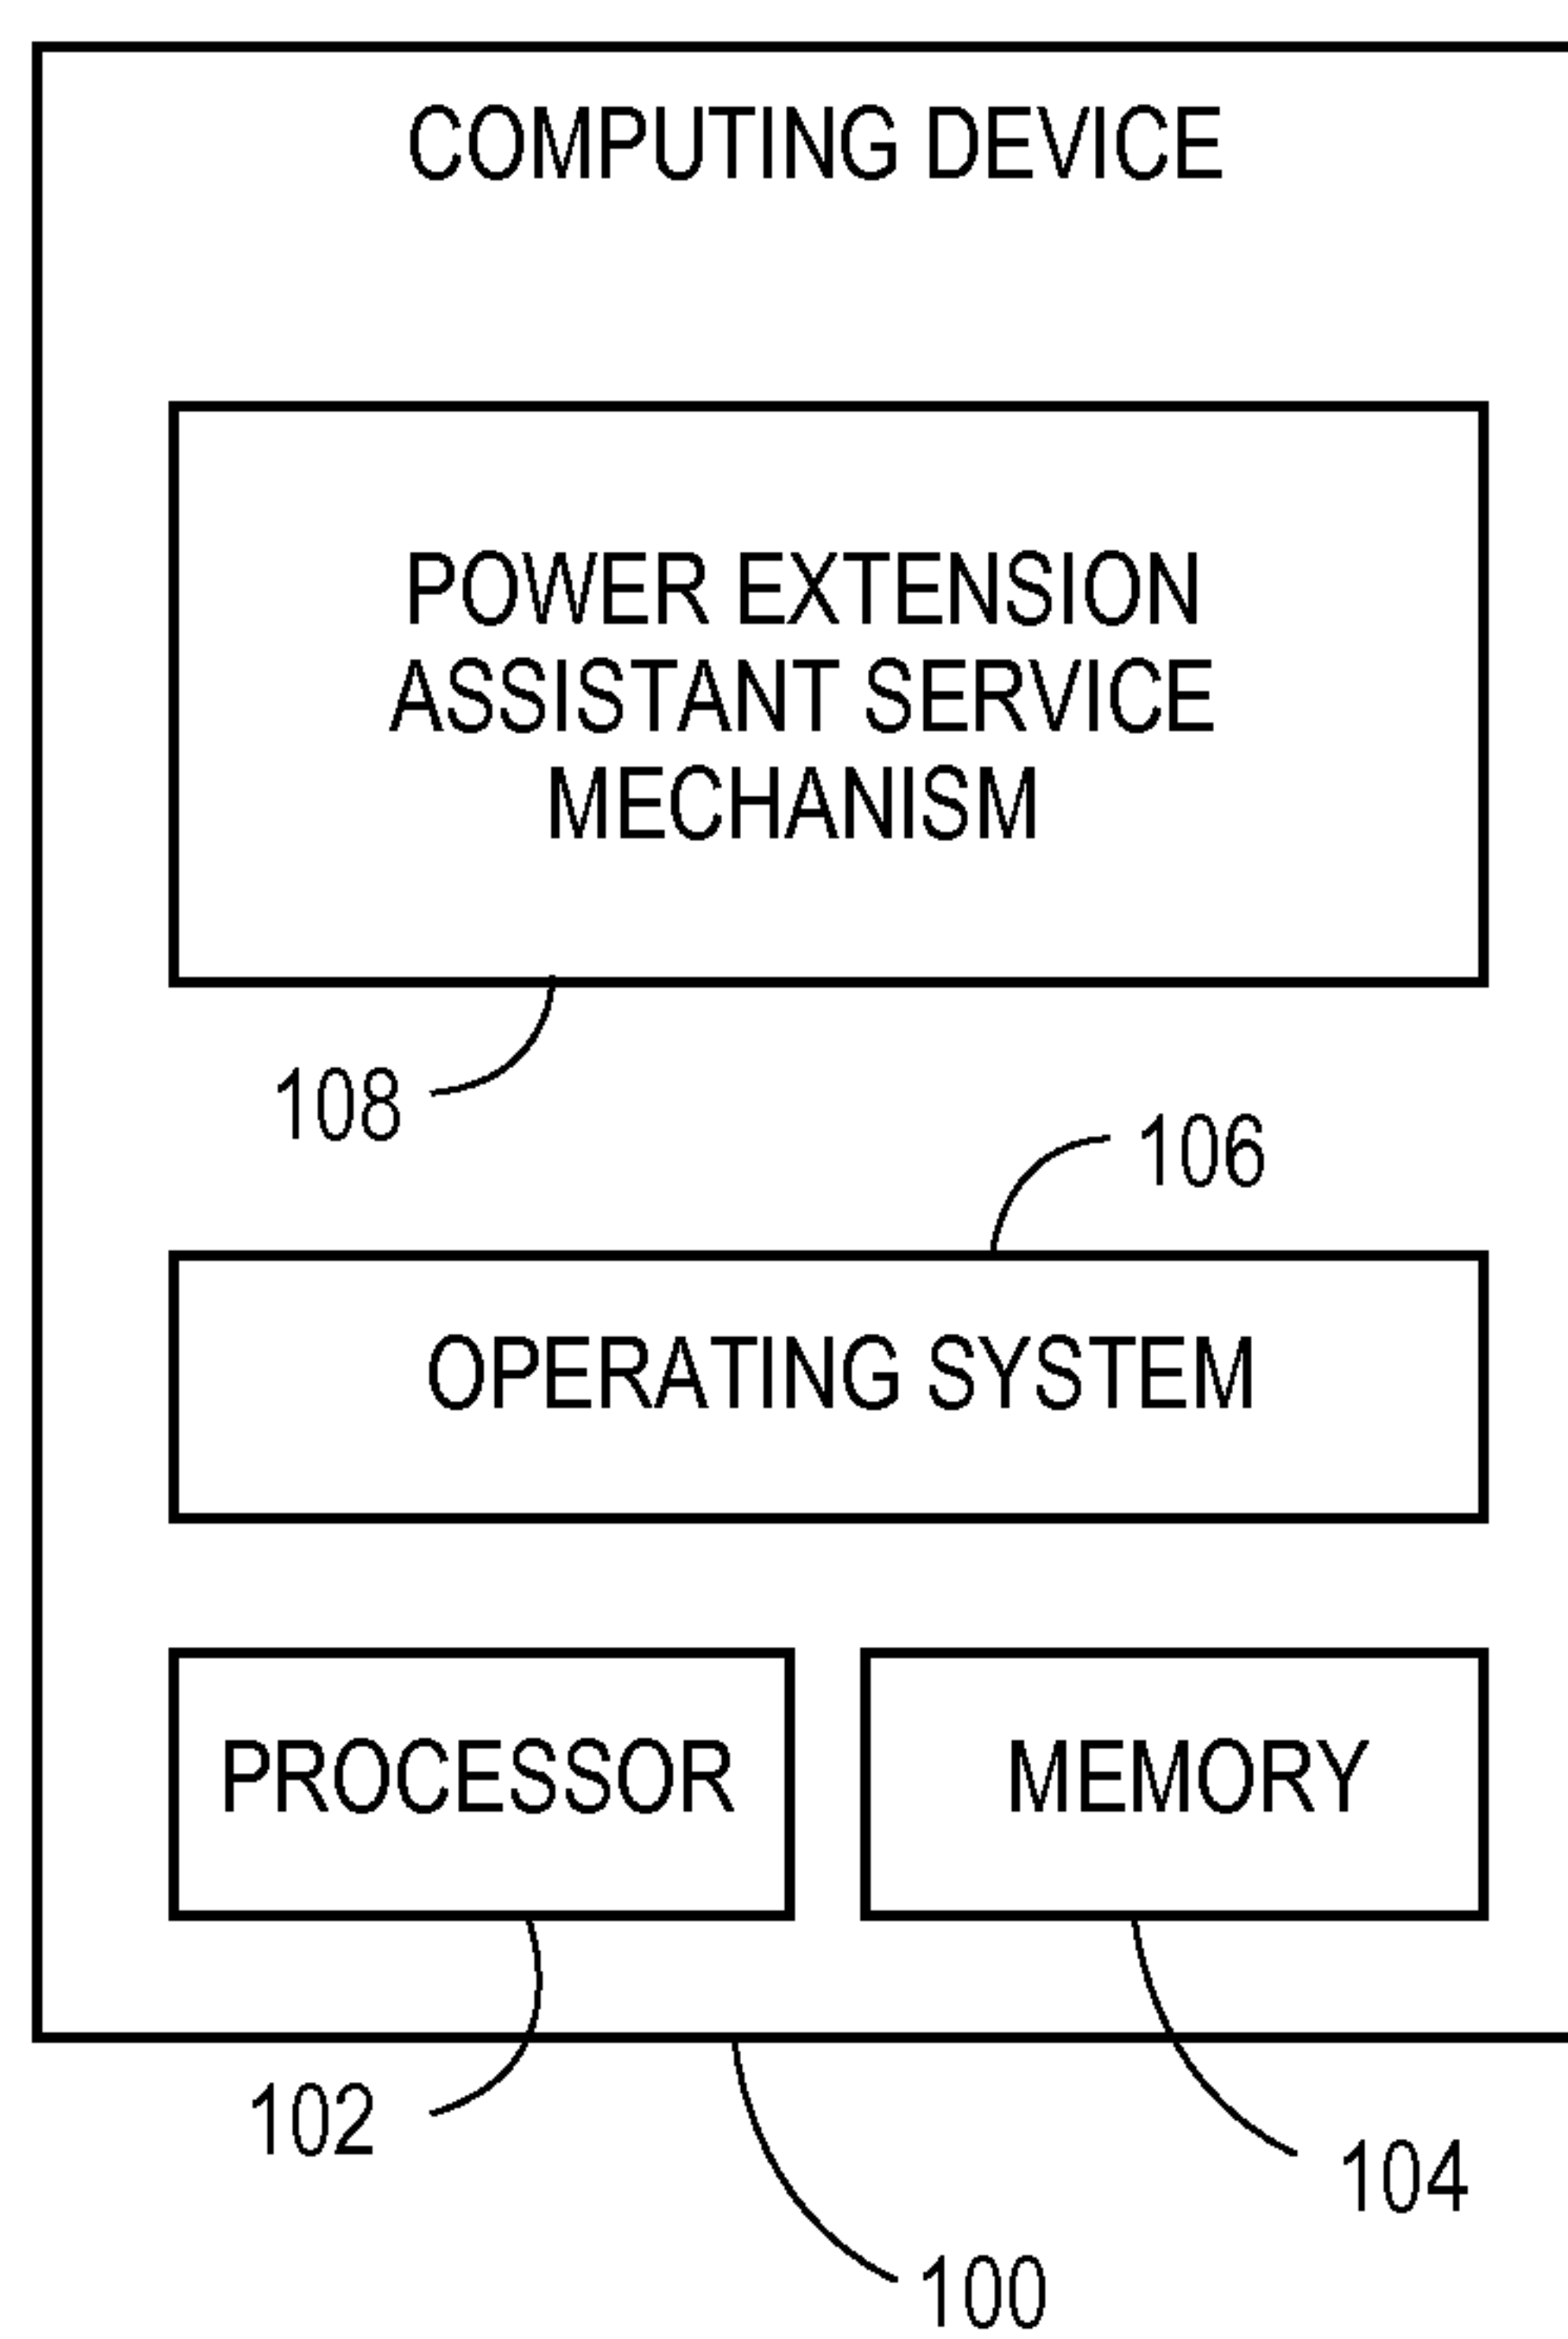 COMPUTING DEVICE
POWER EXTENSION
ASSISTANT SERVICE
MECHANISM
108
106
OPERATING SYSTEM
PROCESSOR
MEMORY
102
104
100